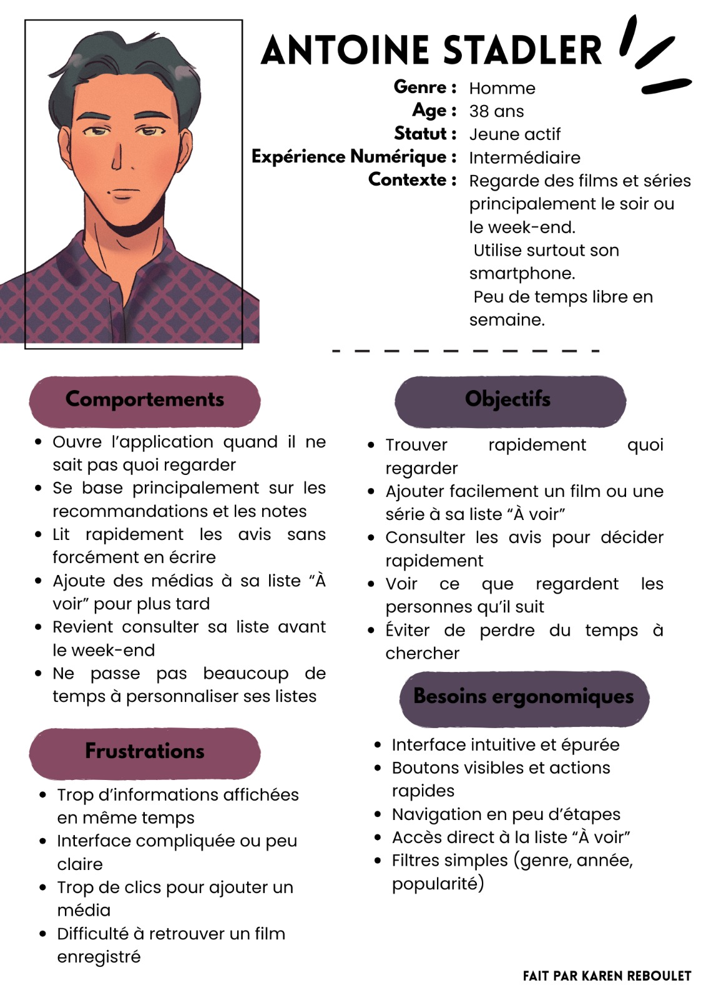 ANTOINE STADLER
Genre : Homme
Age : 38 ans
Statut : Jeune actif
Expérience Numérique : Intermédiaire
Contexte : Regarde des films et séries
principalement le soir ou
le week-end.
Utilise surtout son
smartphone.
Peu de temps libre en
semaine.
Comportements
• Ouvre l’application quand il ne
sait pas quoi regarder
• Se base principalement sur les
recommandations et les notes
• Lit rapidement les avis sans
forcément en écrire
• Ajoute des médias à sa liste “À
voir” pour plus tard
• Revient consulter sa liste avant
le week-end
• Ne passe pas beaucoup de
temps à personnaliser ses listes
Frustrations
• Trop d’informations affichées
en même temps
• Interface compliquée ou peu
claire
• Trop de clics pour ajouter un
média
• Difficulté à retrouver un film
enregistré
Objectifs
• Trouver rapidement quoi
regarder
• Ajouter facilement un film ou une
série à sa liste “À voir”
• Consulter les avis pour décider
rapidement
• Voir ce que regardent les
personnes qu’il suit
• Éviter de perdre du temps à
chercher
Besoins ergonomiques
• Interface intuitive et épurée
• Boutons visibles et actions
rapides
• Navigation en peu d’étapes
• Accès direct à la liste “À voir”
• Filtres simples (genre, année,
popularité)
FAIT PAR KAREN REBOULET